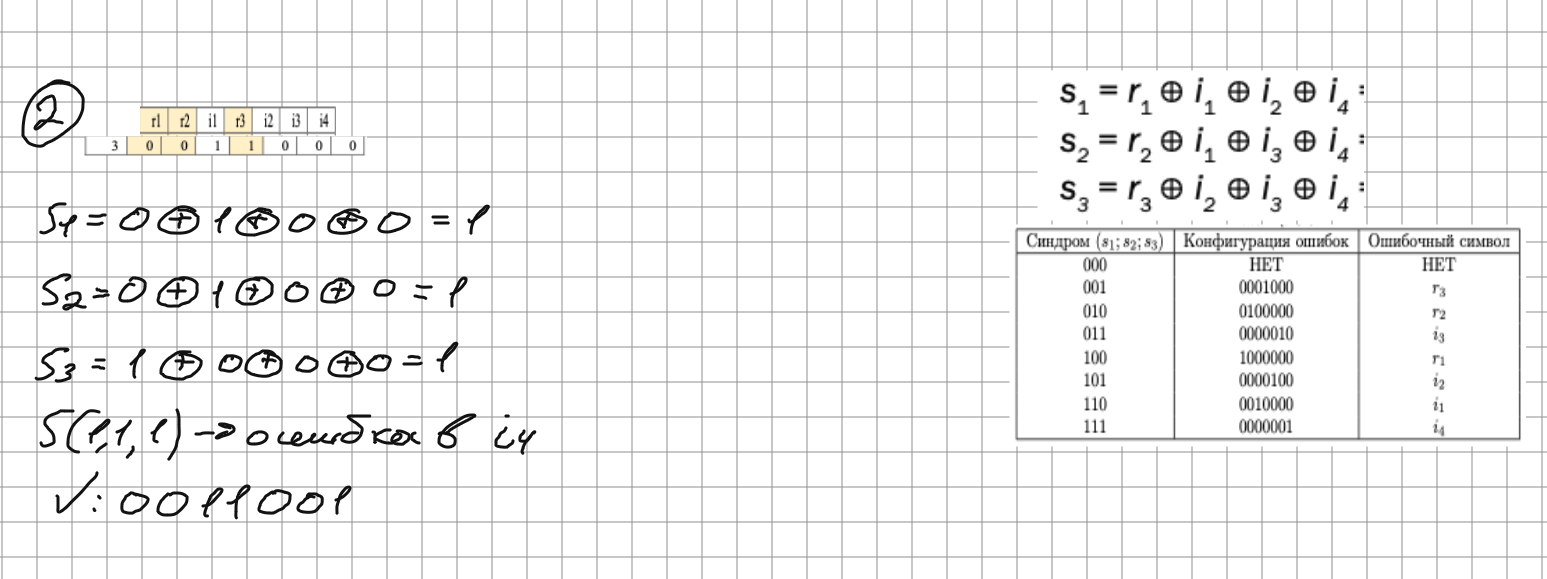 2
r1 r2 i1 r3 i2 i3 i4
3 0 0 1 1 0 0 0
S1 = 0 ⊕ 1 ⊕ 0 ⊕ 0 = 1
S2 = 0 ⊕ 1 ⊕ 0 ⊕ 0 = 1
S3 = 1 ⊕ 0 ⊕ 0 ⊕ 0 = 1
S(1,1,1) → ошибка в i4
✓: 0011001
s1 = r1 ⊕ i1 ⊕ i2 ⊕ i4 =
s2 = r2 ⊕ i1 ⊕ i3 ⊕ i4 =
s3 = r3 ⊕ i2 ⊕ i3 ⊕ i4 =
Синдром (s1; s2; s3) Конфигурация ошибок Ошибочный символ
000 НЕТ НЕТ
001 0001000 r3
010 0100000 r2
011 0000010 i3
100 1000000 r1
101 0000100 i2
110 0010000 i1
111 0000001 i4